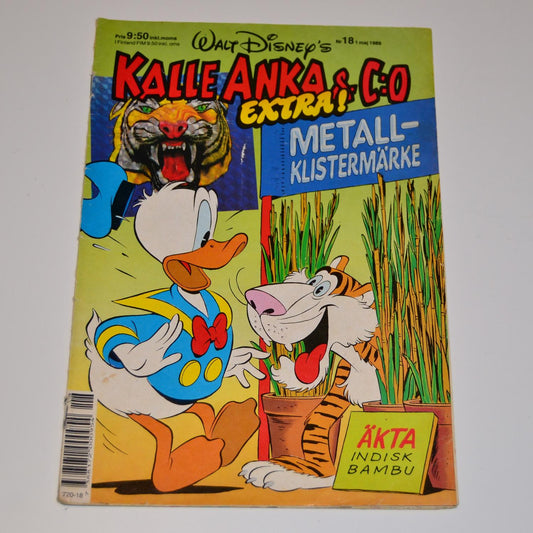 Pris 9:50 inkl.moms
I Finland FIM 9:50 inkl. oms
WALT DISNEY'S
Nr 18 1 maj 1989
KALLE ANKA & C:O
EXTRA!
METALL-
KLISTERMÄRKE
ÄKTA
INDISK
BAMBU
720-18